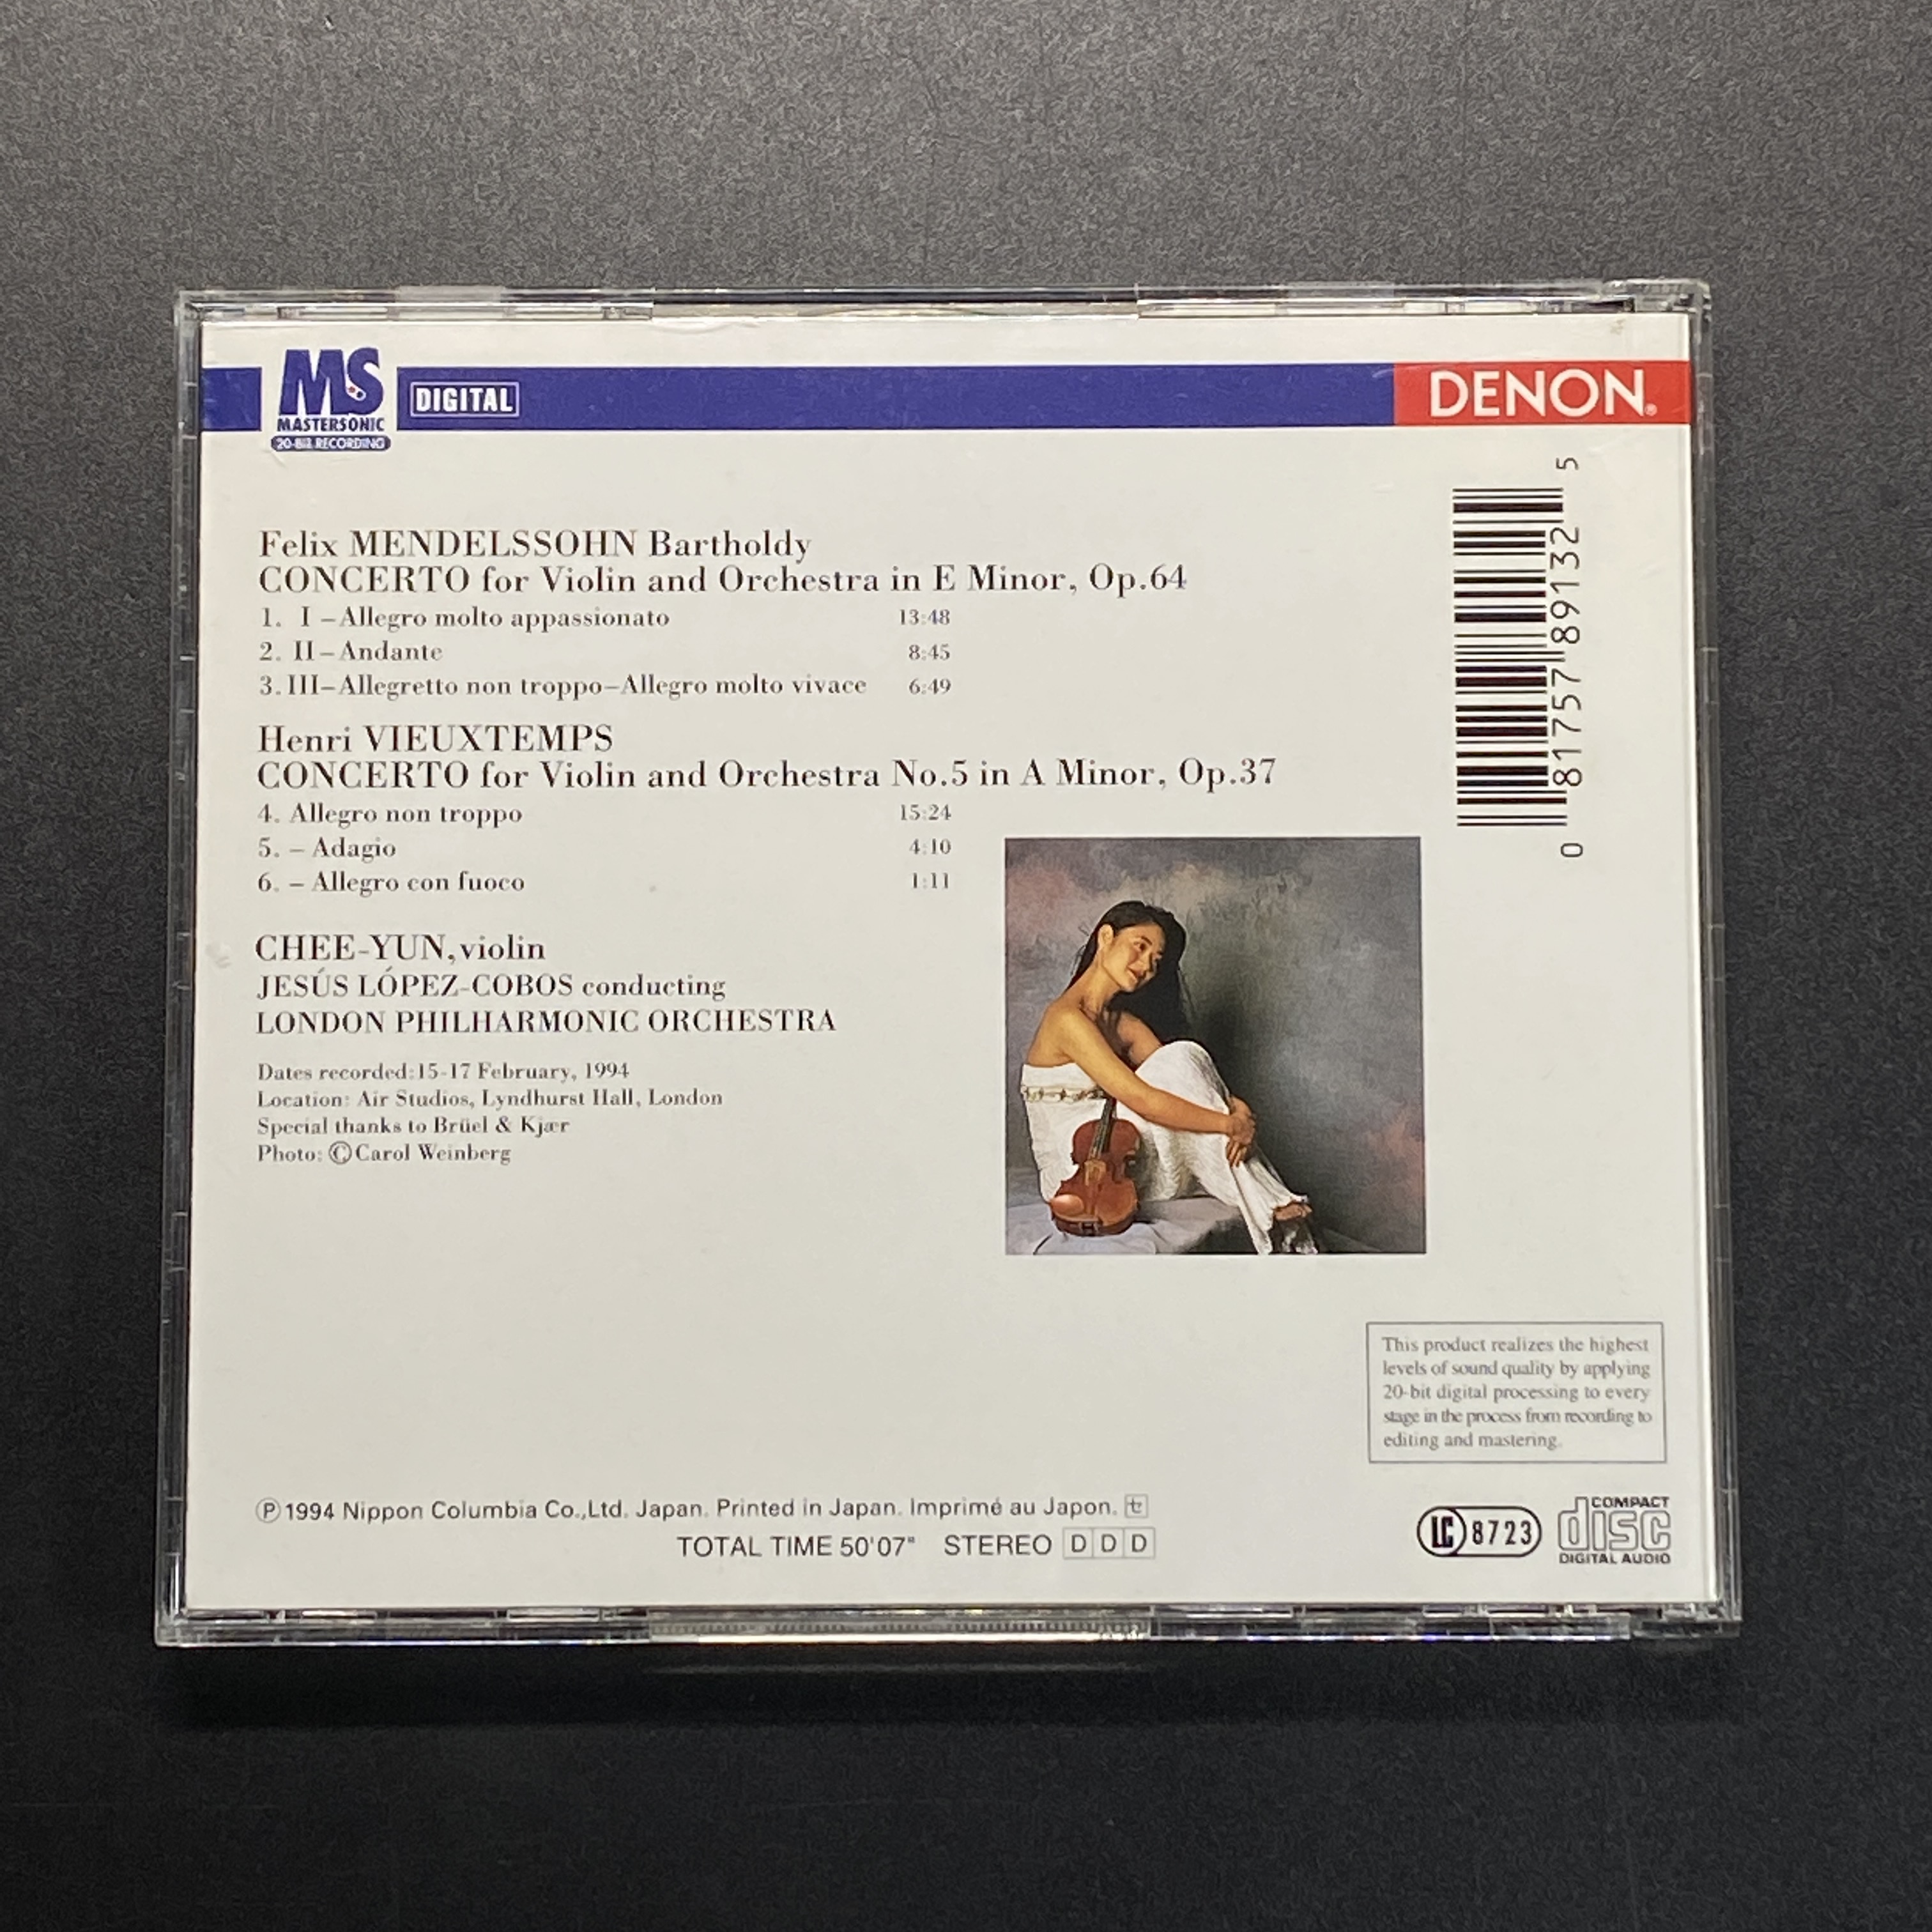 MS
MASTERSONIC
20-Bit RECORDING
DIGITAL
DENON®
Felix MENDELSSOHN Bartholdy
CONCERTO for Violin and Orchestra in E Minor, Op.64
1. I –Allegro molto appassionato 13:48
2. II–Andante 8:45
3. III–Allegretto non troppo–Allegro molto vivace 6:49
Henri VIEUXTEMPS
CONCERTO for Violin and Orchestra No.5 in A Minor, Op.37
4. Allegro non troppo 15:24
5. – Adagio 4:10
6. – Allegro con fuoco 1:11
CHEE-YUN, violin
JESÚS LÓPEZ-COBOS conducting
LONDON PHILHARMONIC ORCHESTRA
Dates recorded:15-17 February, 1994
Location: Air Studios, Lyndhurst Hall, London
Special thanks to Brüel & Kjær
Photo: ©Carol Weinberg
0 81757 89132 5
This product realizes the highest
levels of sound quality by applying
20-bit digital processing to every
stage in the process from recording to
editing and mastering.
℗1994 Nippon Columbia Co.,Ltd. Japan. Printed in Japan. Imprimé au Japon. セ
TOTAL TIME 50'07" STEREO D D D
LC 8723
COMPACT
disc
DIGITAL AUDIO